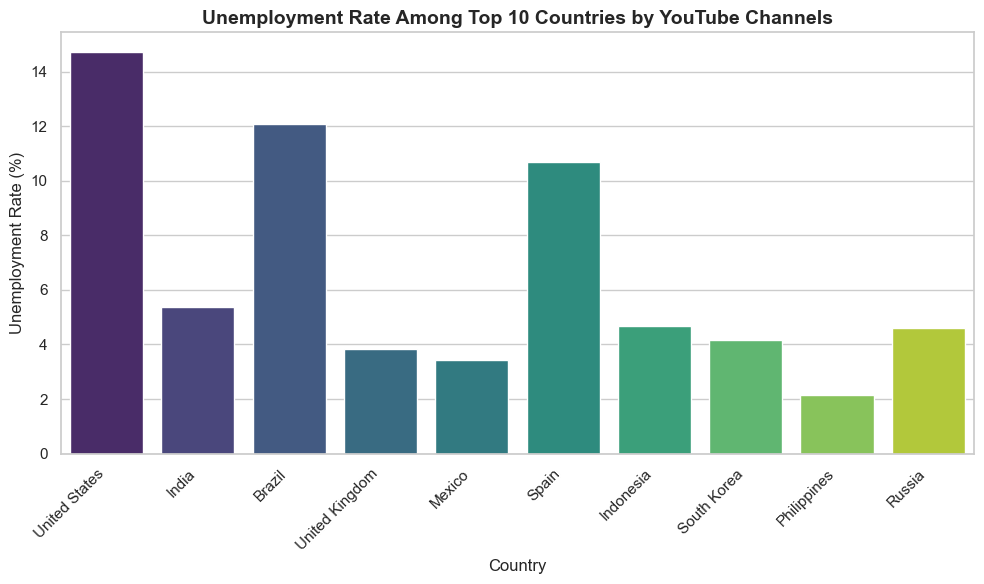 Unemployment Rate Among Top 10 Countries by YouTube Channels
Unemployment Rate (%)
14
12
10
8
6
4
2
0
United States
India
Brazil
United Kingdom
Mexico
Spain
Indonesia
South Korea
Philippines
Russia
Country